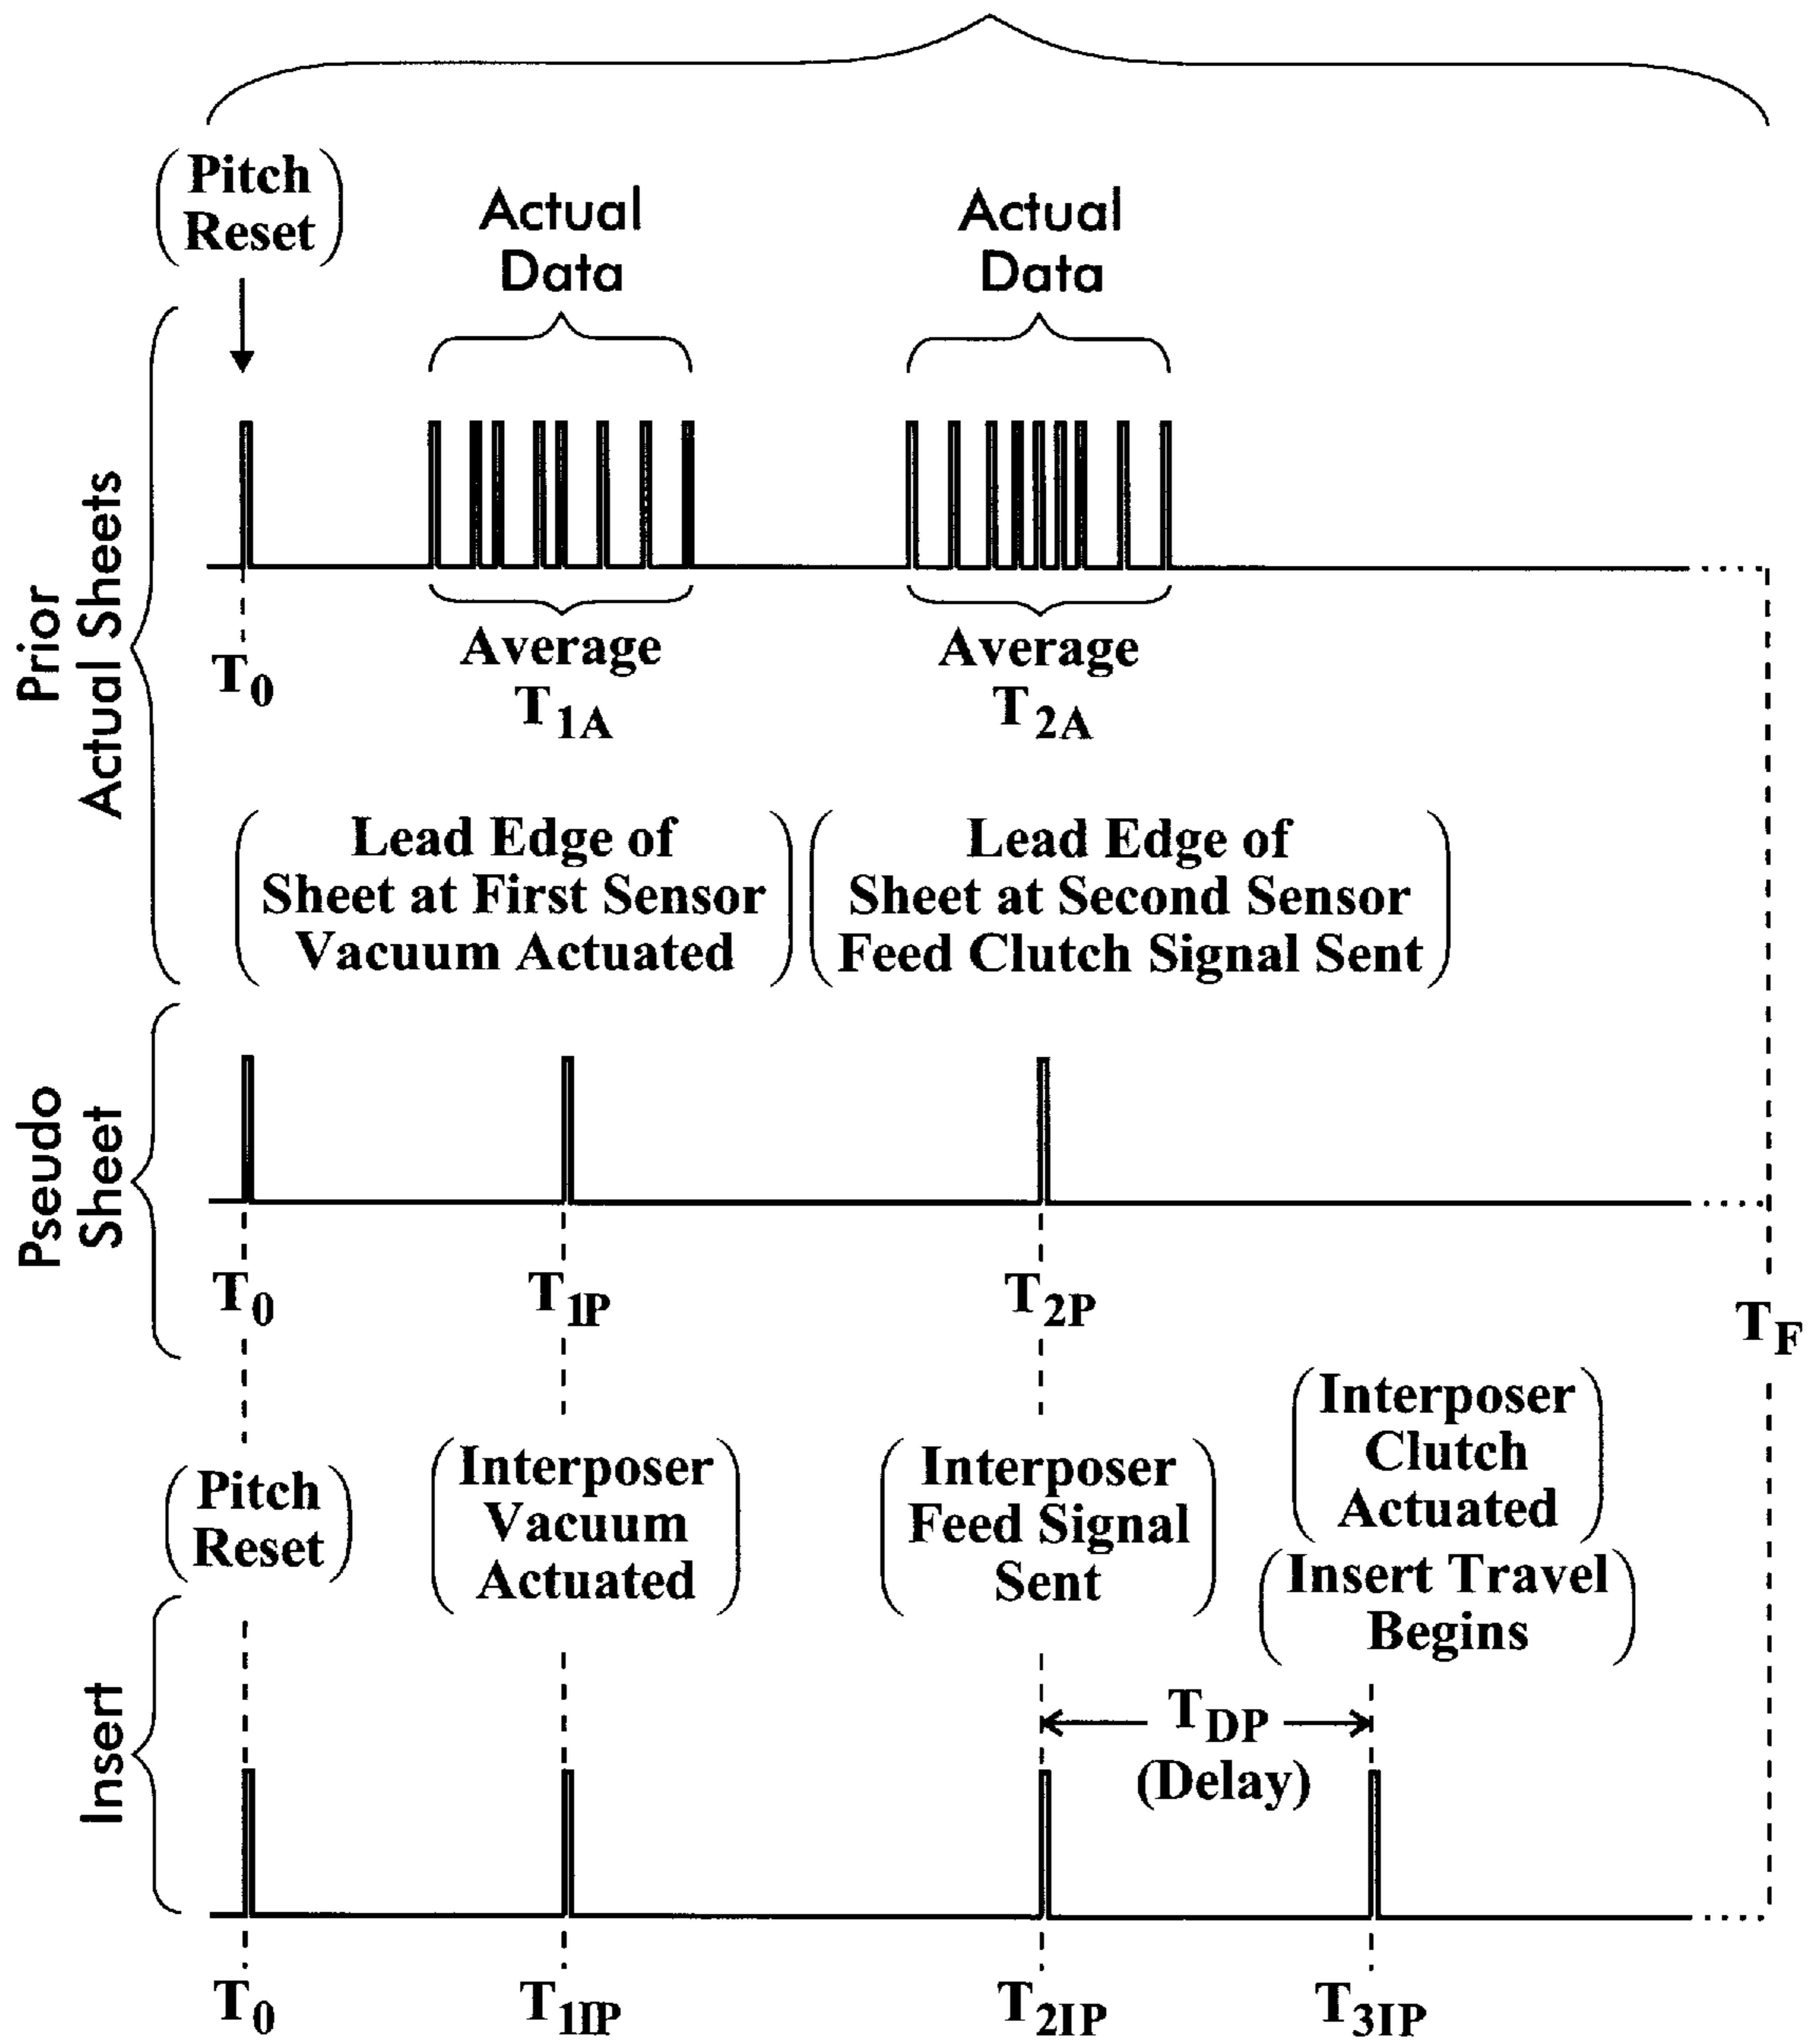 Pitch
Reset
Actual
Data
Actual
Data
Prior
Actual Sheets
T0
Average
T1A
Average
T2A
Lead Edge of
Sheet at First Sensor
Vacuum Actuated
Lead Edge of
Sheet at Second Sensor
Feed Clutch Signal Sent
Pseudo
Sheet
T0
T1P
T2P
TF
Pitch
Reset
Interposer
Vacuum
Actuated
Interposer
Feed Signal
Sent
Interposer
Clutch
Actuated
Insert Travel
Begins
Insert
TDP
(Delay)
T0
T1IP
T2IP
T3IP